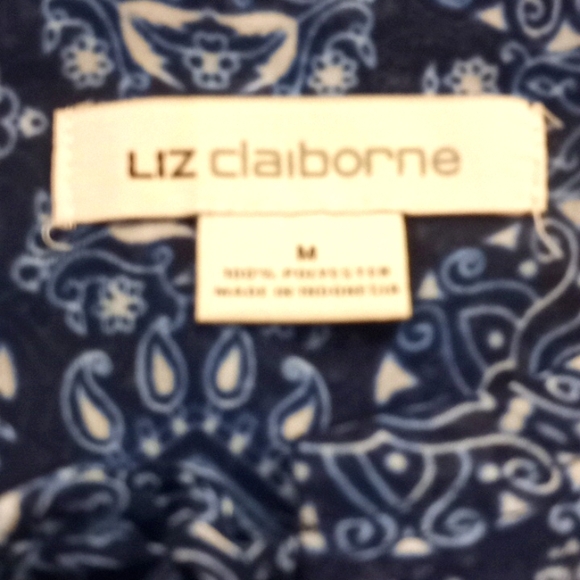 LIZ claiborne
M
100% POLYESTER
MADE IN INDONESIA